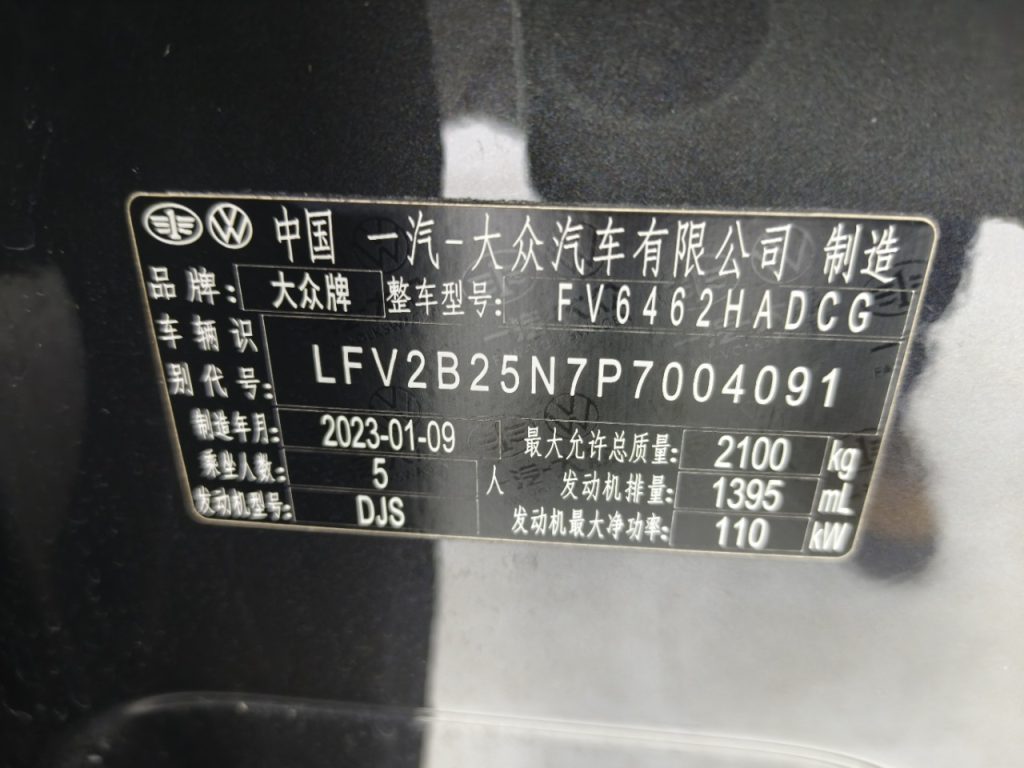 中国 一汽-大众汽车有限公司 制造
品牌: 大众牌 整车型号: FV6462HADCG
车辆识别代号: LFV2B25N7P7004091
制造年月: 2023-01-09 最大允许总质量: 2100 kg
乘坐人数: 5 人 发动机排量: 1395 mL
发动机型号: DJS 发动机最大净功率: 110 kW